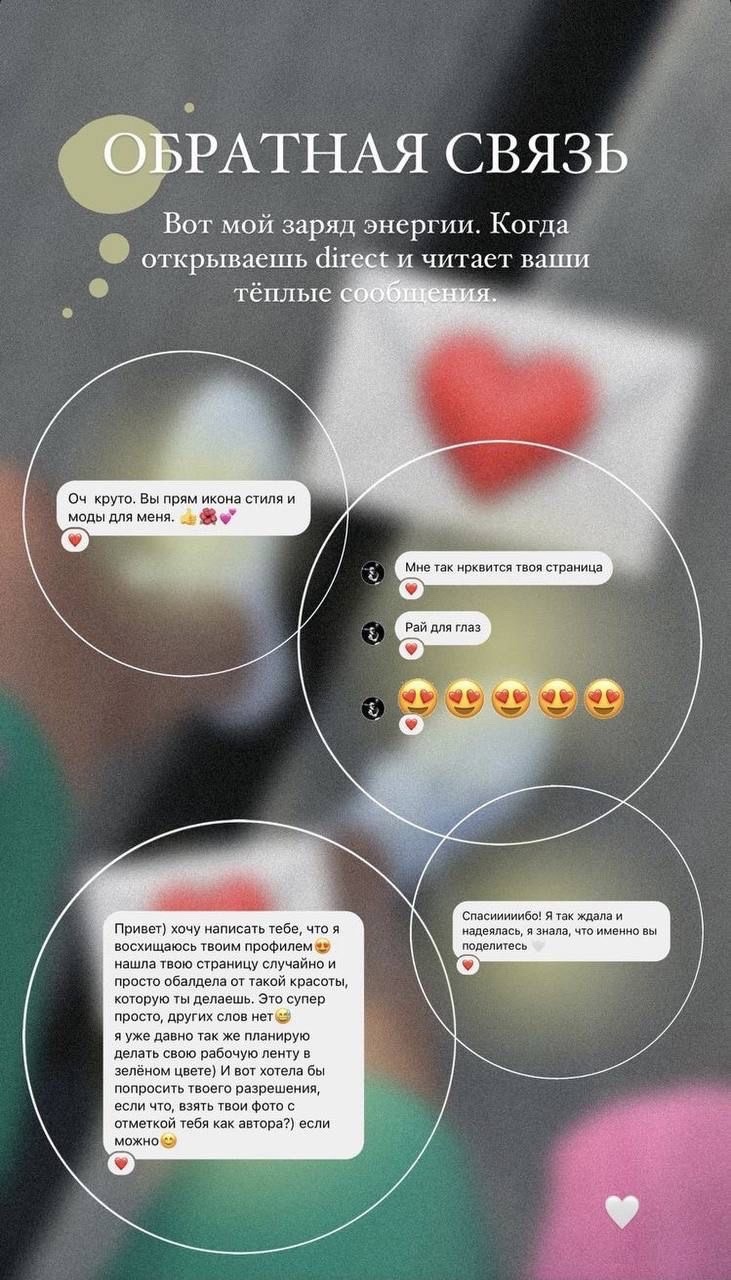 ОБРАТНАЯ СВЯЗЬ
Вот мой заряд энергии. Когда
открываешь direct и читает ваши
тёплые сообщения.
Оч круто. Вы прям икона стиля и
моды для меня. 👍🌺💕
Мне так нрквится твоя страница
Рай для глаз
😍😍😍😍😍
Спасииииибо! Я так ждала и
надеялась, я знала, что именно вы
поделитесь 🤍
Привет) хочу написать тебе, что я
восхищаюсь твоим профилем😍
нашла твою страницу случайно и
просто обалдела от такой красоты,
которую ты делаешь. Это супер
просто, других слов нет😅
я уже давно так же планирую
делать свою рабочую ленту в
зелёном цвете) И вот хотела бы
попросить твоего разрешения,
если что, взять твои фото с
отметкой тебя как автора?) если
можно😊